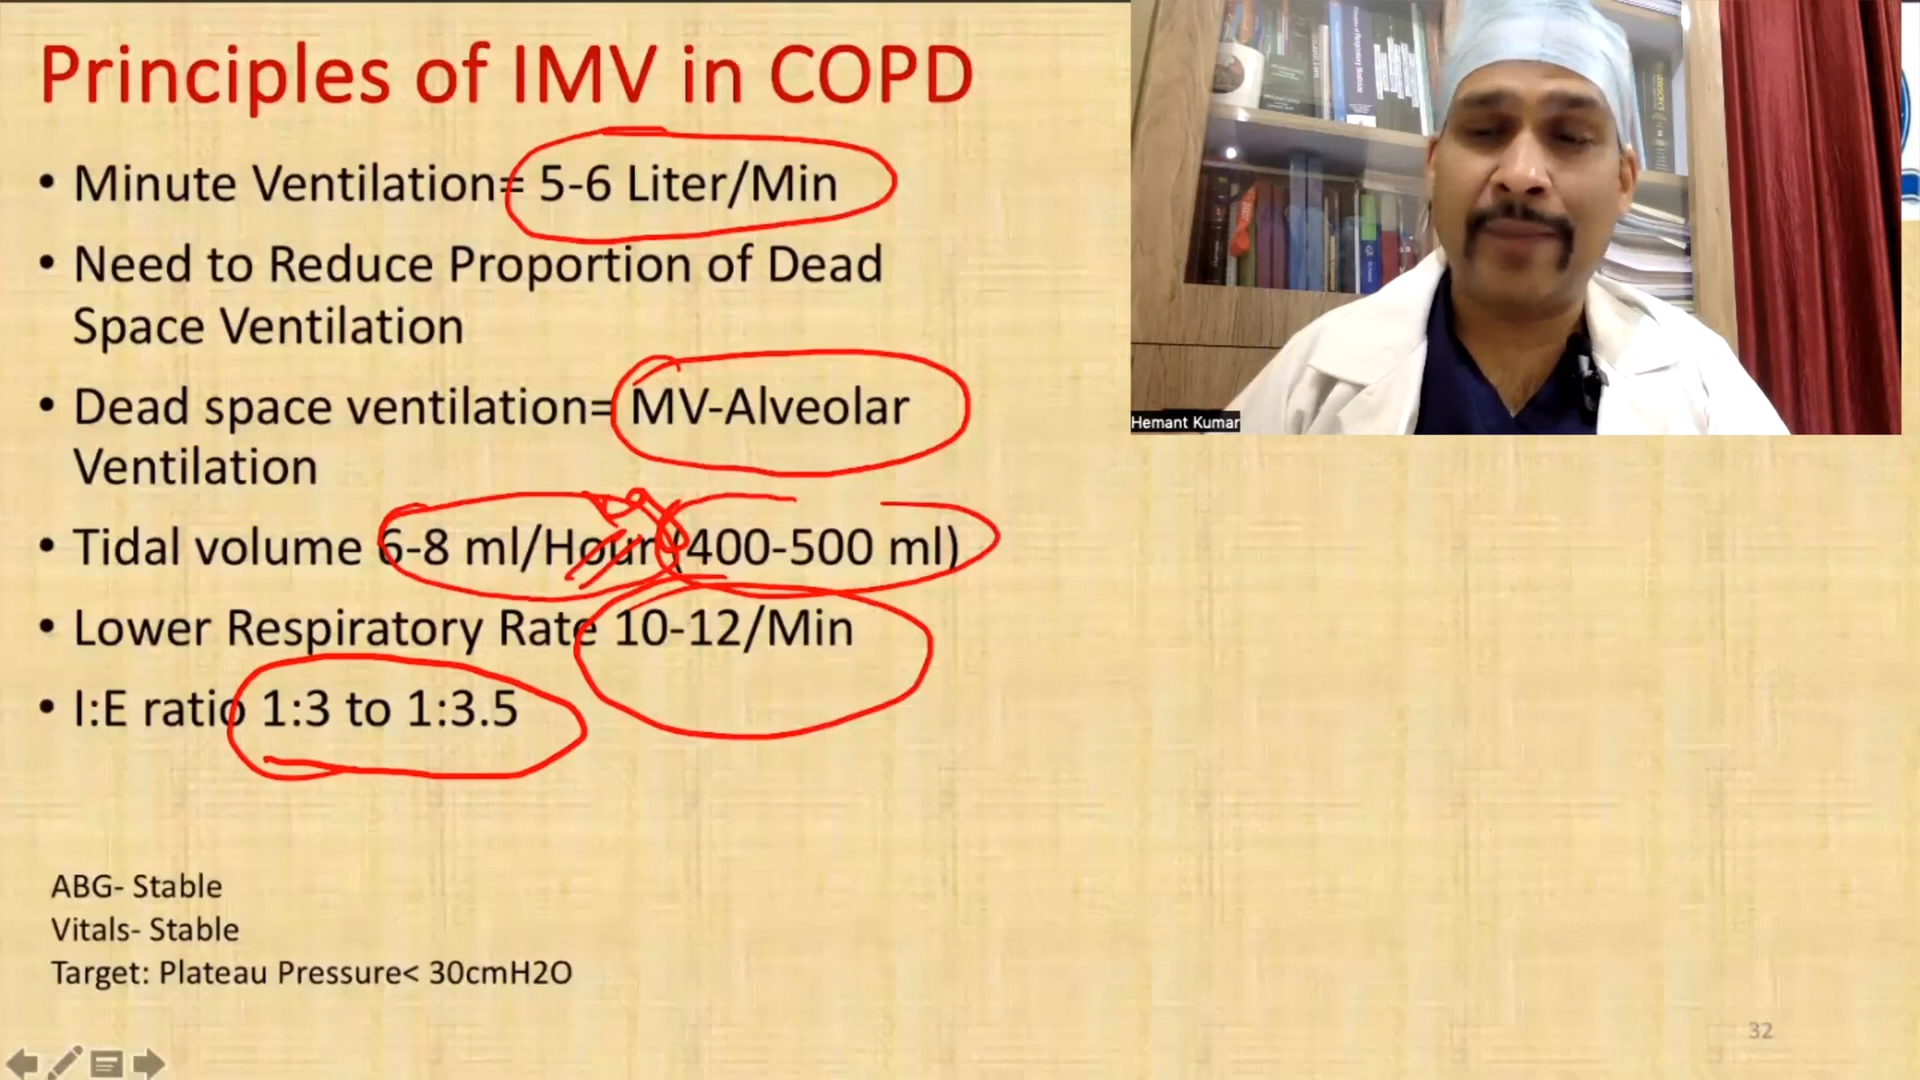 Principles of IMV in COPD
• Minute Ventilation= 5-6 Liter/Min
• Need to Reduce Proportion of Dead
Space Ventilation
• Dead space ventilation= MV-Alveolar
Ventilation
• Tidal volume 6-8 ml/Hour (400-500 ml)
• Lower Respiratory Rate 10-12/Min
• I:E ratio 1:3 to 1:3.5
ABG- Stable
Vitals- Stable
Target: Plateau Pressure< 30cmH2O
Hemant Kumar
32